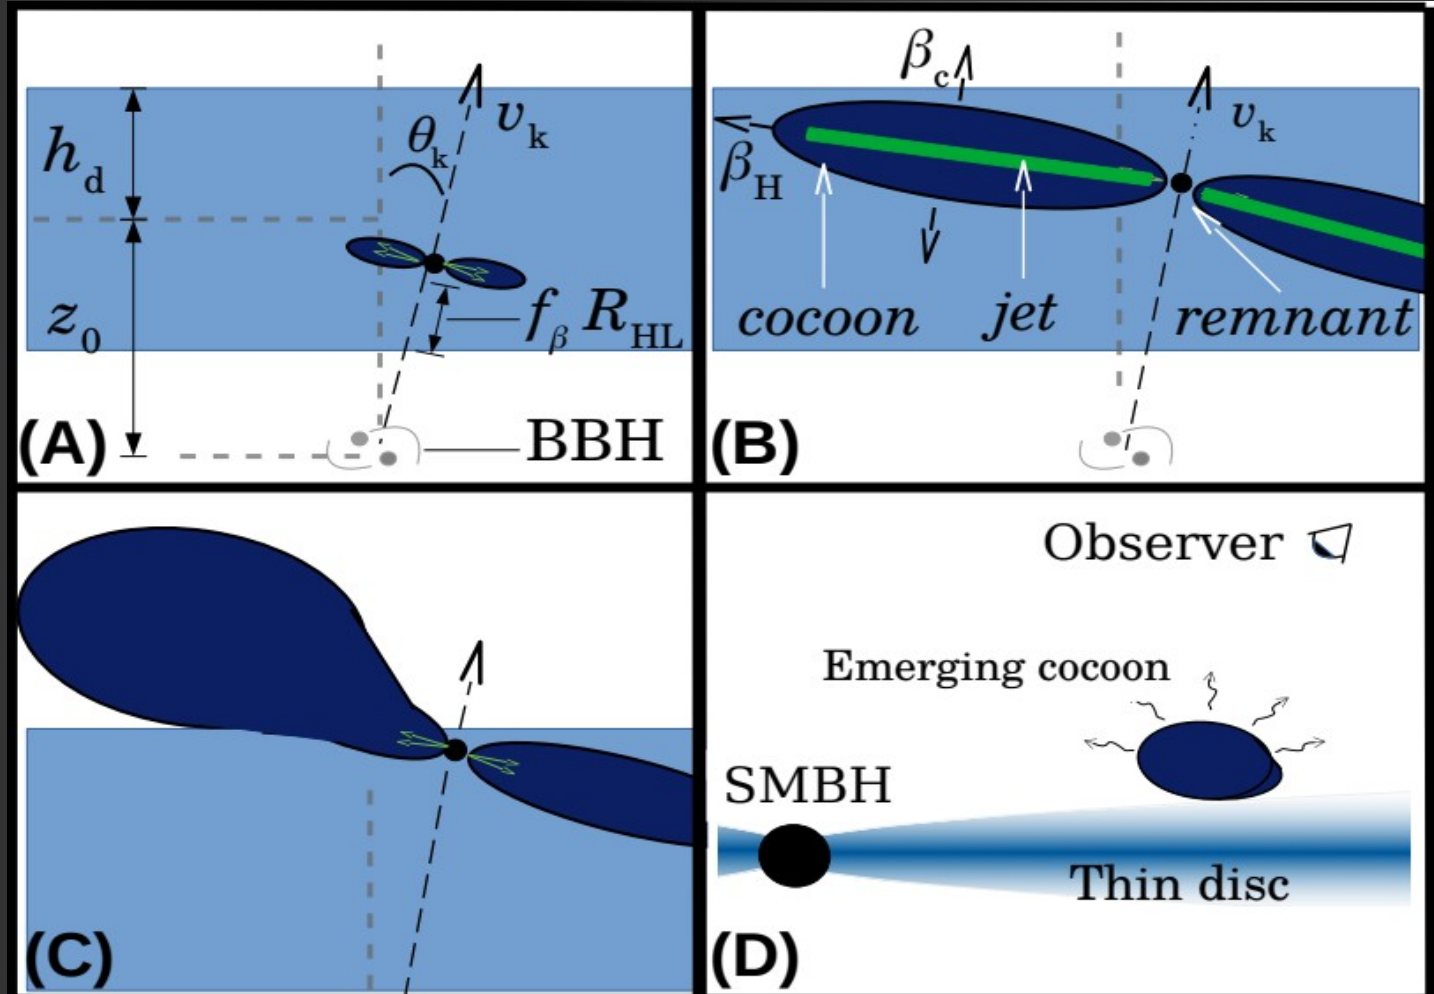 h_d
θ_k
v_k
z_0
f_β R_HL
BBH
(A)
β_c
v_k
β_H
cocoon
jet
remnant
(B)
(C)
Observer
Emerging cocoon
SMBH
Thin disc
(D)